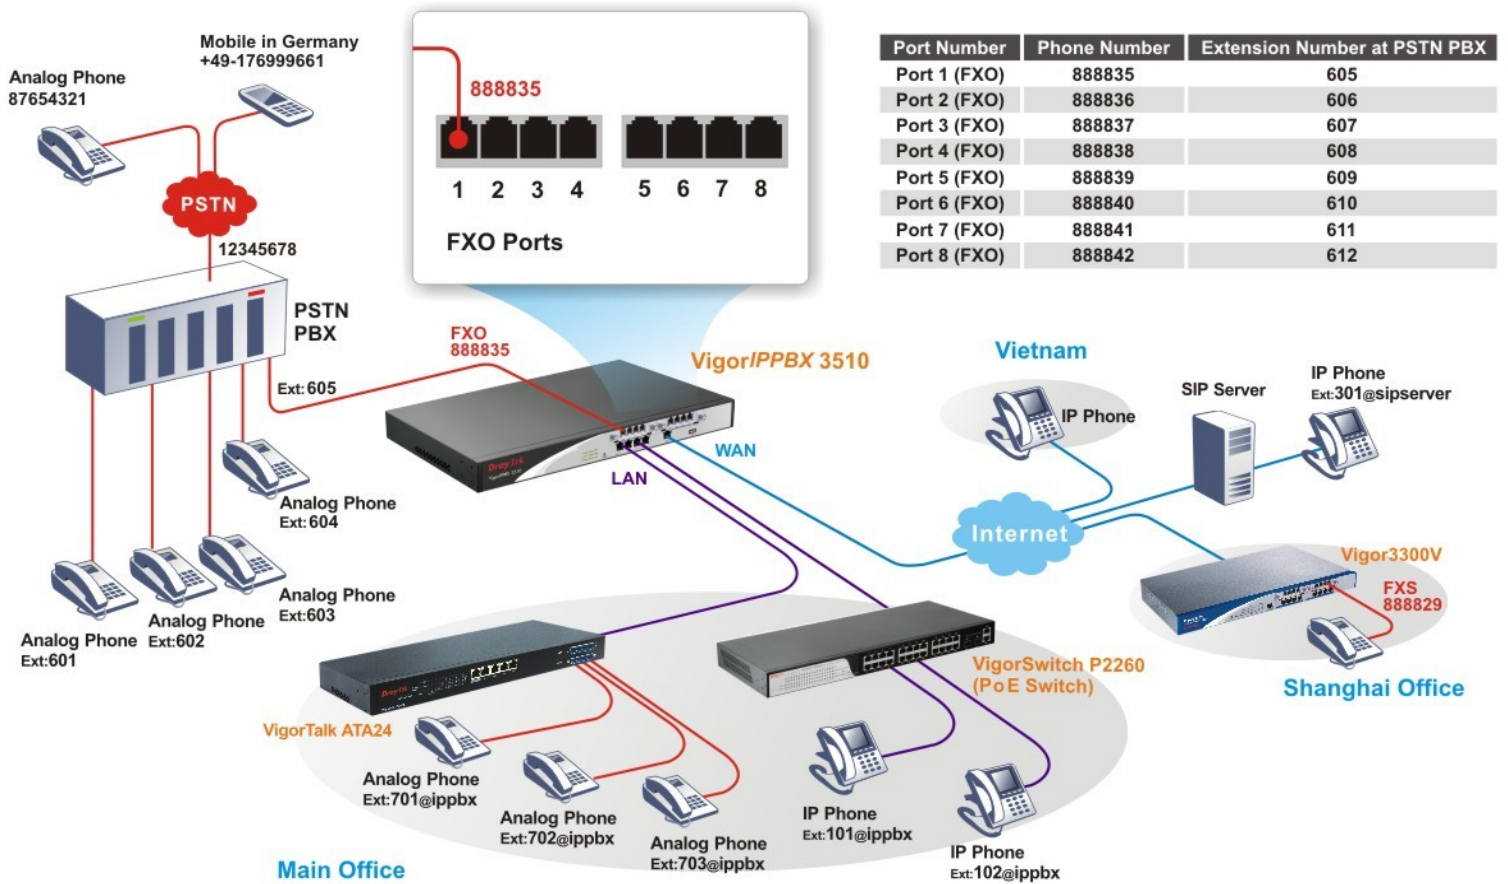 Mobile in Germany
+49-176999661
Analog Phone
87654321
PSTN
12345678
PSTN
PBX
Ext:605
Analog Phone
Ext:604
Analog Phone
Ext:603
Analog Phone
Ext:602
Analog Phone
Ext:601
888835
1 2 3 4 5 6 7 8
FXO Ports
Port Number Phone Number Extension Number at PSTN PBX
Port 1 (FXO) 888835 605
Port 2 (FXO) 888836 606
Port 3 (FXO) 888837 607
Port 4 (FXO) 888838 608
Port 5 (FXO) 888839 609
Port 6 (FXO) 888840 610
Port 7 (FXO) 888841 611
Port 8 (FXO) 888842 612
FXO
888835
VigorIPPBX 3510
Dray Tek
LAN
WAN
Vietnam
IP Phone
SIP Server
IP Phone
Ext:301@sipserver
Internet
Vigor3300V
FXS
888829
Shanghai Office
VigorSwitch P2260
(PoE Switch)
Dray Tek
VigorTalk ATA24
Analog Phone
Ext:701@ippbx
Analog Phone
Ext:702@ippbx
Analog Phone
Ext:703@ippbx
IP Phone
Ext:101@ippbx
IP Phone
Ext:102@ippbx
Main Office